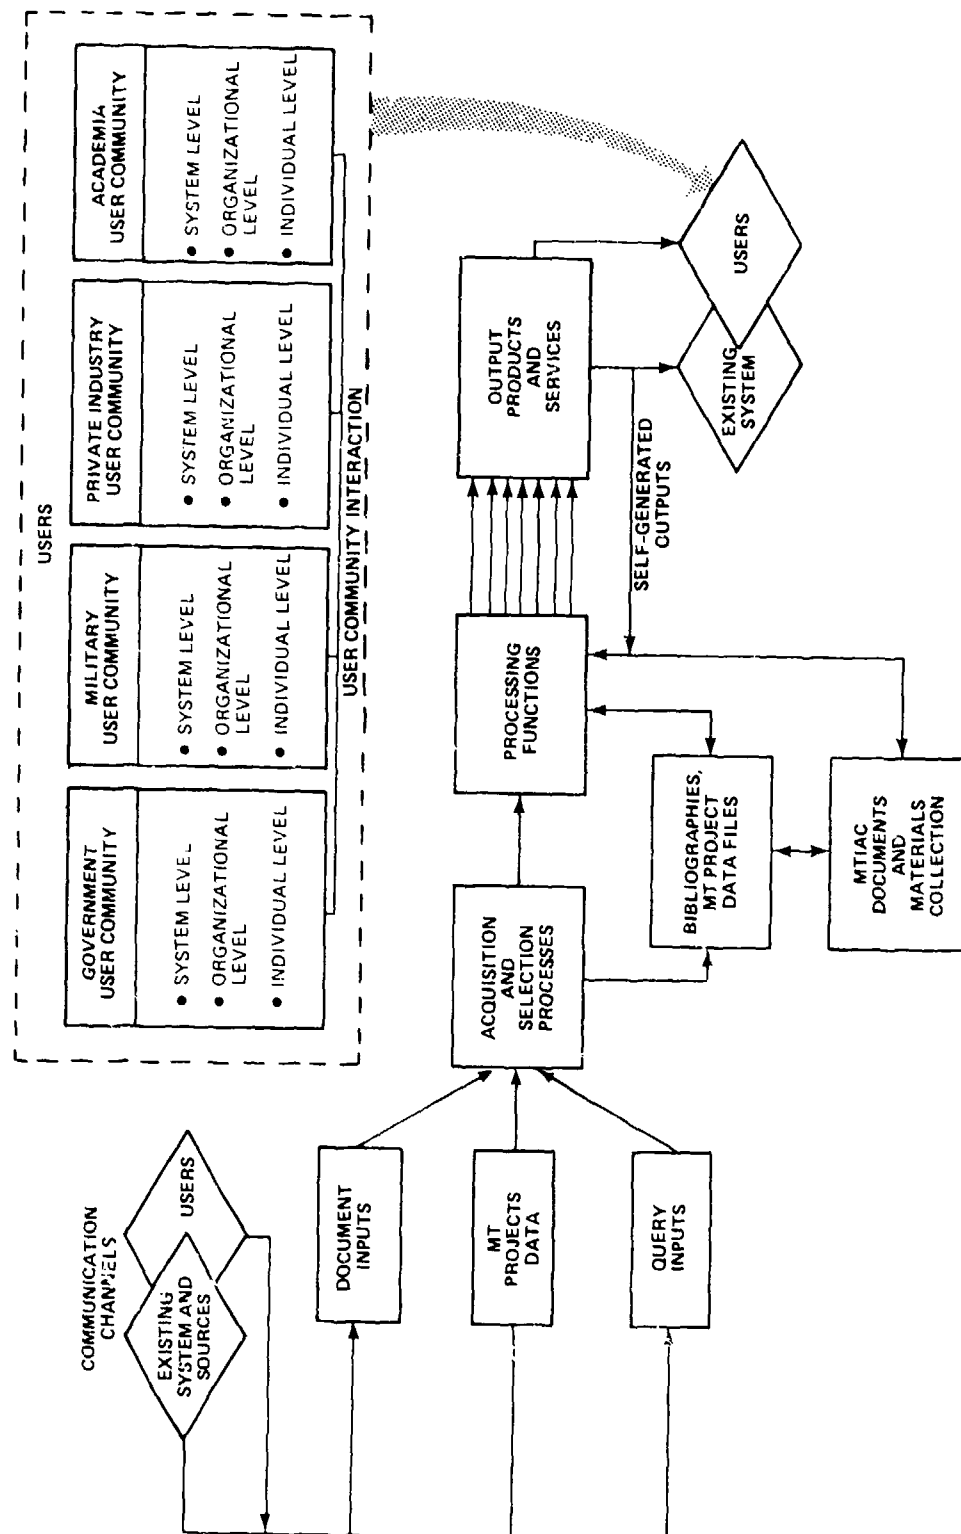 USERS
GOVERNMENT
USER COMMUNITY
● SYSTEM LEVEL
● ORGANIZATIONAL
LEVEL
● INDIVIDUAL LEVEL
MILITARY
USER COMMUNITY
● SYSTEM LEVEL
● ORGANIZATIONAL
LEVEL
● INDIVIDUAL LEVEL
PRIVATE INDUSTRY
USER COMMUNITY
● SYSTEM LEVEL
● ORGANIZATIONAL
LEVEL
● INDIVIDUAL LEVEL
ACADEMIA
USER COMMUNITY
● SYSTEM LEVEL
● ORGANIZATIONAL
LEVEL
● INDIVIDUAL LEVEL
USER COMMUNITY INTERACTION
COMMUNICATION
CHANNELS
EXISTING
SYSTEM AND
SOURCES
USERS
DOCUMENT
INPUTS
MT
PROJECTS
DATA
QUERY
INPUTS
ACQUISITION
AND
SELECTION
PROCESSES
PROCESSING
FUNCTIONS
OUTPUT
PRODUCTS
AND
SERVICES
SELF-GENERATED
OUTPUTS
EXISTING
SYSTEM
USERS
BIBLIOGRAPHIES,
MT PROJECT
DATA FILES
MTIAC
DOCUMENTS
AND
MATERIALS
COLLECTION